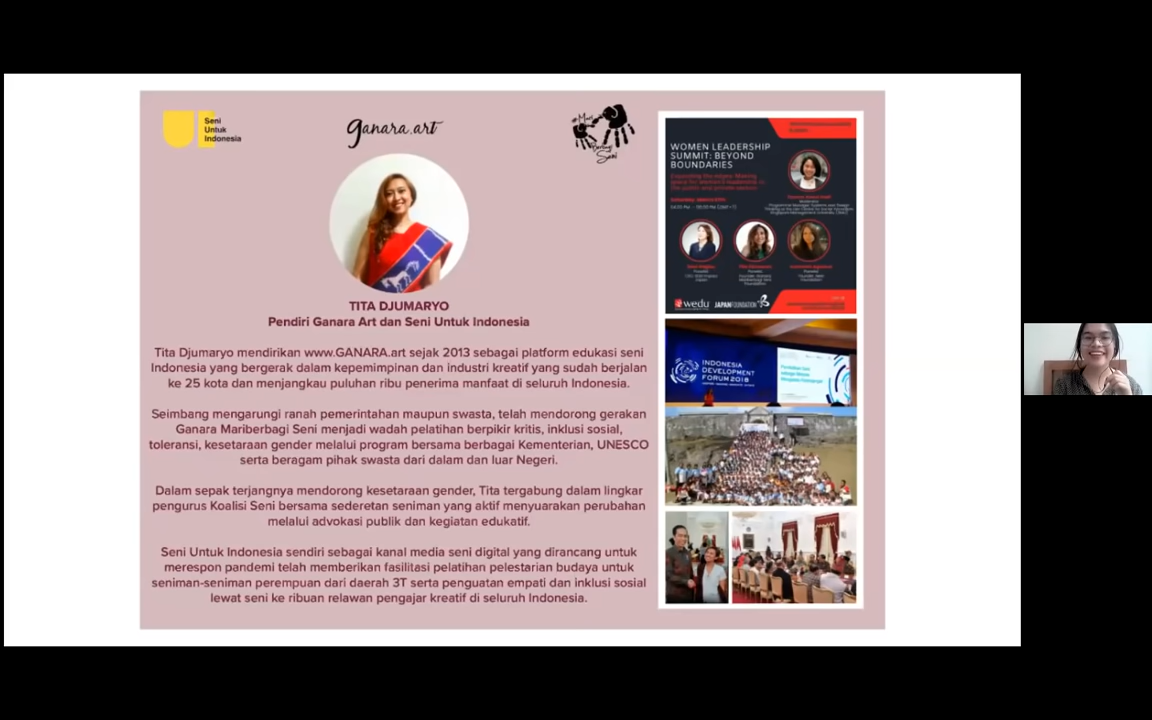 Seni
Untuk
Indonesia
ganara.art
#Mari
Berbagi
Seni
TITA DJUMARYO
Pendiri Ganara Art dan Seni Untuk Indonesia
Tita Djumaryo mendirikan www.GANARA.art sejak 2013 sebagai platform edukasi seni
Indonesia yang bergerak dalam kepemimpinan dan industri kreatif yang sudah berjalan
ke 25 kota dan menjangkau puluhan ribu penerima manfaat di seluruh Indonesia.
Seimbang mengarungi ranah pemerintahan maupun swasta, telah mendorong gerakan
Ganara Mariberbagi Seni menjadi wadah pelatihan berpikir kritis, inklusi sosial,
toleransi, kesetaraan gender melalui program bersama berbagai Kementerian, UNESCO
serta beragam pihak swasta dari dalam dan luar Negeri.
Dalam sepak terjangnya mendorong kesetaraan gender, Tita tergabung dalam lingkar
pengurus Koalisi Seni bersama sederetan seniman yang aktif menyuarakan perubahan
melalui advokasi publik dan kegiatan edukatif.
Seni Untuk Indonesia sendiri sebagai kanal media seni digital yang dirancang untuk
merespon pandemi telah memberikan fasilitasi pelatihan pelestarian budaya untuk
seniman-seniman perempuan dari daerah 3T serta penguatan empati dan inklusi sosial
lewat seni ke ribuan relawan pengajar kreatif di seluruh Indonesia.
WOMEN LEADERSHIP
SUMMIT: BEYOND
BOUNDARIES
wedu
JAPANFOUNDATION
INDONESIA
DEVELOPMENT
FORUM 2018